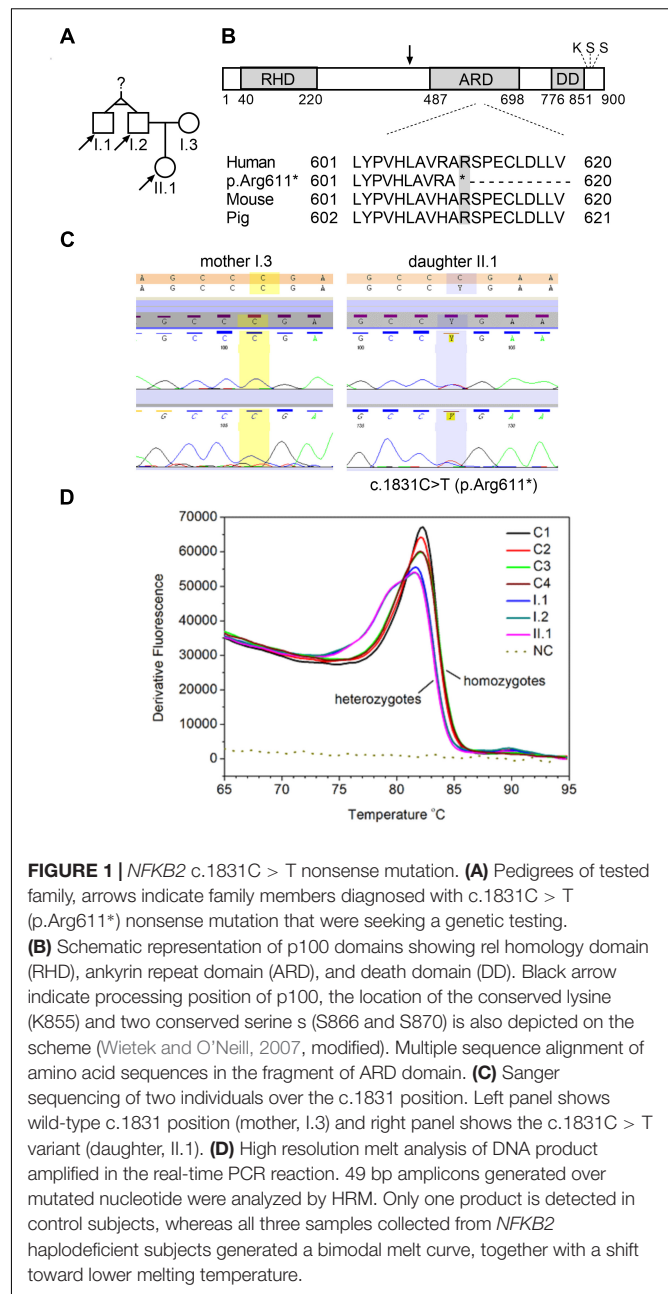 A
?
I.1 I.2 I.3
II.1
B
K S S
RHD ARD DD
1 40 220 487 698 776 851 900
Human 601 LYPVHLAVRARSPECLDLLV 620
p.Arg611* 601 LYPVHLAVRA * - - - - - - - - - 620
Mouse 601 LYPVHLAVHARSPECLDLLV 620
Pig 602 LYPVHLAVHARSPECLDLLV 621
C
mother I.3 daughter II.1
A G C C C G A G C C C G A A
A G C C C G A G C C Y G A A
G C C C G A G C C Y G A A
G C C C G A G C C Y G A A
G C C C G A G C C Y G A A
c.1831C>T (p.Arg611*)
D
Derivative Fluorescence
70000
60000
50000
40000
30000
20000
10000
0
C1
C2
C3
C4
I.1
I.2
II.1
NC
homozygotes
heterozygotes
65 70 75 80 85 90 95
Temperature °C
FIGURE 1 | NFKB2 c.1831C > T nonsense mutation. (A) Pedigrees of tested
family, arrows indicate family members diagnosed with c.1831C > T
(p.Arg611*) nonsense mutation that were seeking a genetic testing.
(B) Schematic representation of p100 domains showing rel homology domain
(RHD), ankyrin repeat domain (ARD), and death domain (DD). Black arrow
indicate processing position of p100, the location of the conserved lysine
(K855) and two conserved serine s (S866 and S870) is also depicted on the
scheme (Wietek and O’Neill, 2007, modified). Multiple sequence alignment of
amino acid sequences in the fragment of ARD domain. (C) Sanger
sequencing of two individuals over the c.1831 position. Left panel shows
wild-type c.1831 position (mother, I.3) and right panel shows the c.1831C > T
variant (daughter, II.1). (D) High resolution melt analysis of DNA product
amplified in the real-time PCR reaction. 49 bp amplicons generated over
mutated nucleotide were analyzed by HRM. Only one product is detected in
control subjects, whereas all three samples collected from NFKB2
haplodeficient subjects generated a bimodal melt curve, together with a shift
toward lower melting temperature.